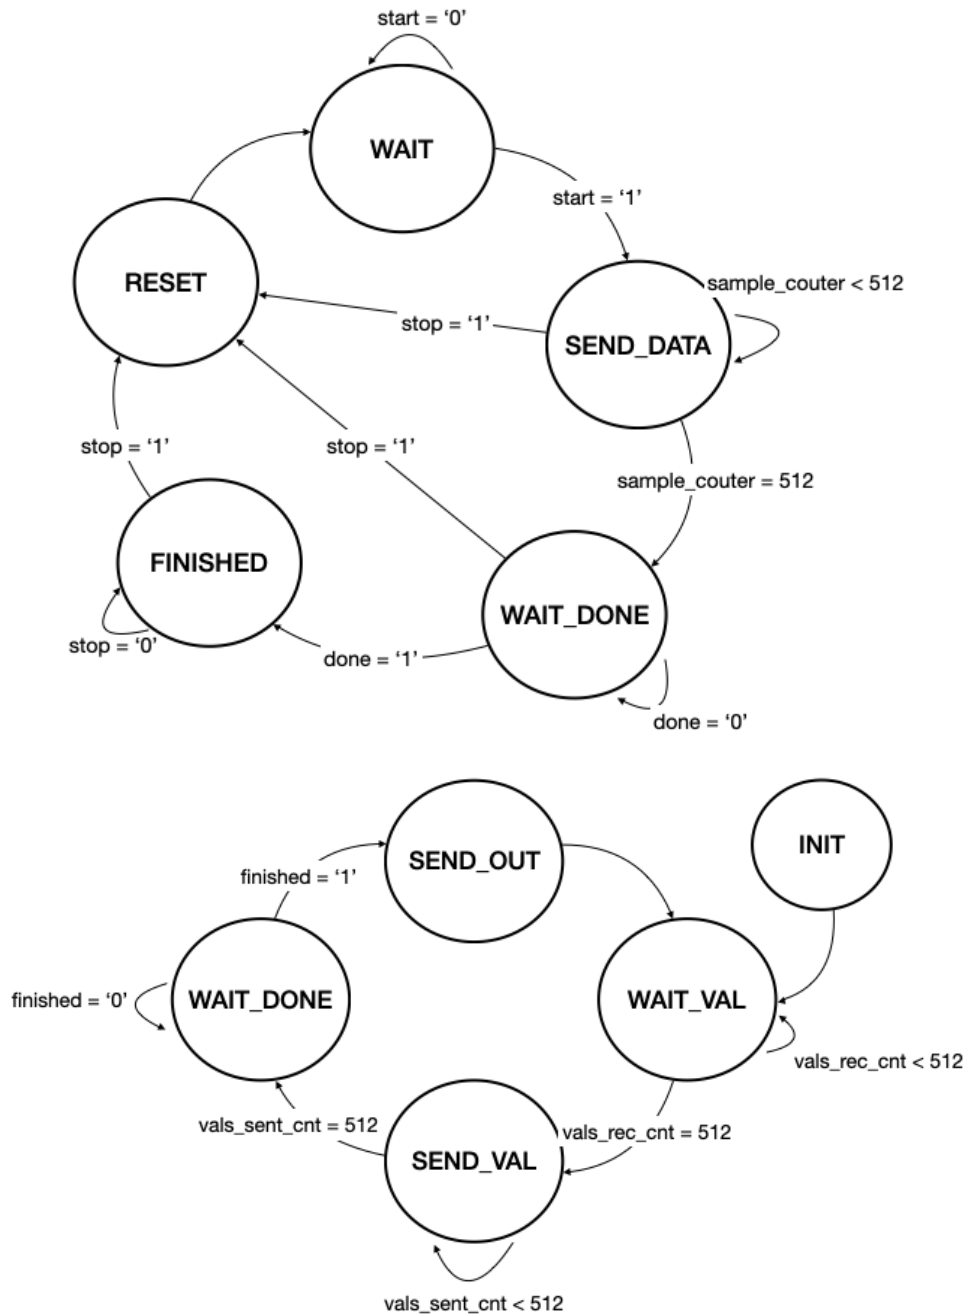 start = ‘0’
WAIT
start = ‘1’
RESET
sample_couter < 512
stop = ‘1’
SEND_DATA
stop = ‘1’
stop = ‘1’
sample_couter = 512
FINISHED
WAIT_DONE
stop = ‘0’
done = ‘1’
done = ‘0’
SEND_OUT
INIT
finished = ‘1’
finished = ‘0’
WAIT_DONE
WAIT_VAL
vals_rec_cnt < 512
vals_sent_cnt = 512
vals_rec_cnt = 512
SEND_VAL
vals_sent_cnt < 512